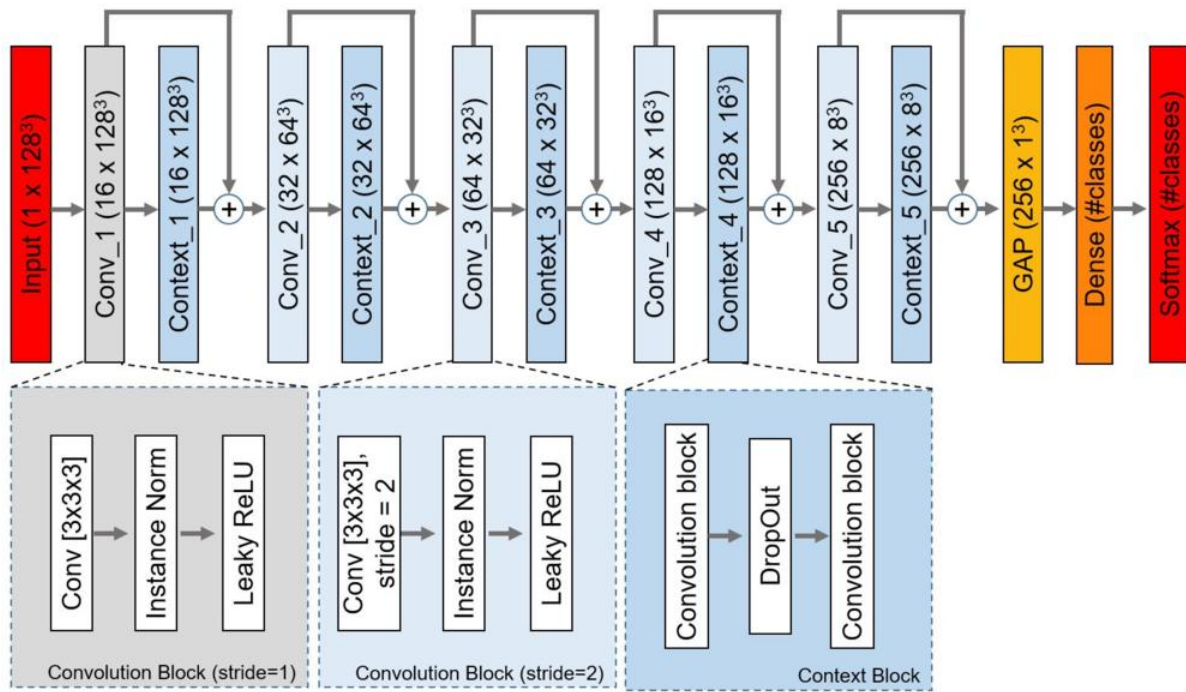 Input (1 x 128³)
Conv_1 (16 x 128³)
Context_1 (16 x 128³)
+
Conv_2 (32 x 64³)
Context_2 (32 x 64³)
+
Conv_3 (64 x 32³)
Context_3 (64 x 32³)
+
Conv_4 (128 x 16³)
Context_4 (128 x 16³)
+
Conv_5 (256 x 8³)
Context_5 (256 x 8³)
+
GAP (256 x 1³)
Dense (#classes)
Softmax (#classes)
Conv [3x3x3]
Instance Norm
Leaky ReLU
Convolution Block (stride=1)
Conv [3x3x3],
stride = 2
Instance Norm
Leaky ReLU
Convolution Block (stride=2)
Convolution block
DropOut
Convolution block
Context Block